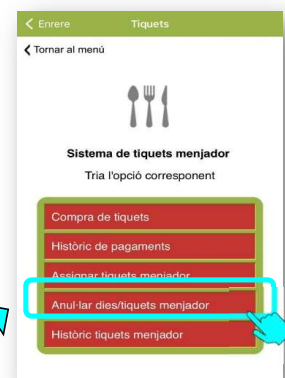 Enrere
Tiquets
Tornar al menú
Sistema de tiquets menjador
Tria l'opció corresponent
Compra de tiquets
Històric de pagaments
Assignar tiquets menjador
Anul·lar dies/tiquets menjador
Històric tiquets menjador